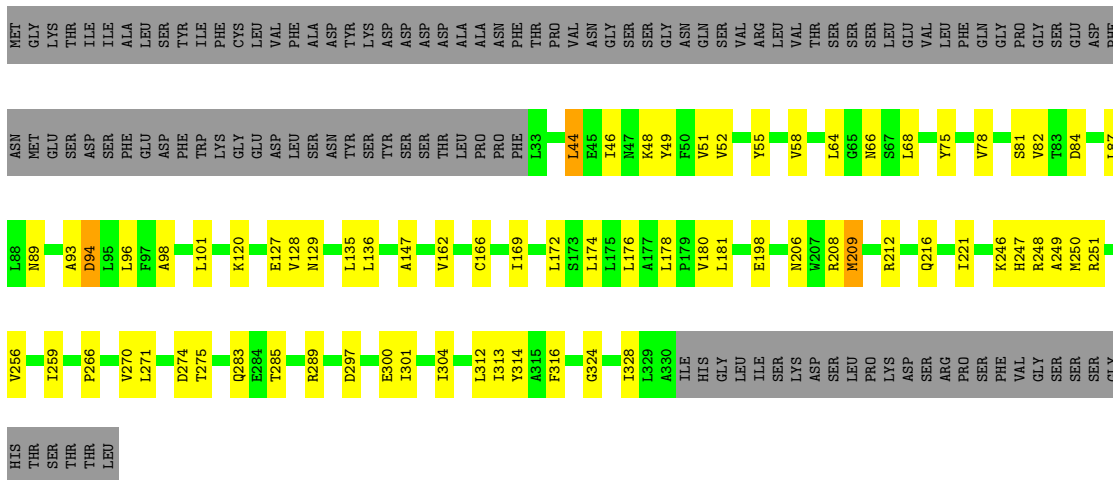 MET GLY LYS THR ILE ILE ALA LEU SER TYR ILE PHE CYS LEU VAL PHE ALA ASP TYR LYS ASP ASP ASP ASP ALA ALA ASN PHE THR PRO VAL ASN GLY SER SER GLY ASN GLN SER VAL ARG LEU VAL THR SER SER SER LEU GLU VAL LEU PHE GLN GLY PRO GLY SER GLU ASP PHE
ASN MET GLU SER ASP SER PHE GLU ASP PHE TRP LYS GLY GLU ASP LEU SER ASN TYR SER TYR SER SER THR LEU PRO PRO PHE L33 L44 E45 I46 N47 K48 Y49 F50 V51 V52 Y55 V58 L64 G65 N66 S67 L68 Y75 V78 S81 V82 T83 D84 L87
L88 N89 A93 D94 L95 L96 F97 A98 L101 K120 E127 V128 N129 L135 L136 A147 V162 C166 I169 L172 S173 L174 L175 L176 A177 L178 P179 V180 L181 E198 N206 W207 R208 M209 R212 Q216 I221 K246 H247 R248 A249 M250 R251
V256 I259 P266 V270 L271 D274 T275 Q283 E284 T285 R289 D297 E300 I301 I304 L312 I313 Y314 A315 F316 G324 I328 L329 A330 ILE HIS GLY LEU ILE SER LYS ASP SER LEU PRO LYS ASP SER ARG PRO SER PHE VAL GLY SER SER SER GLY
HIS THR SER THR THR LEU